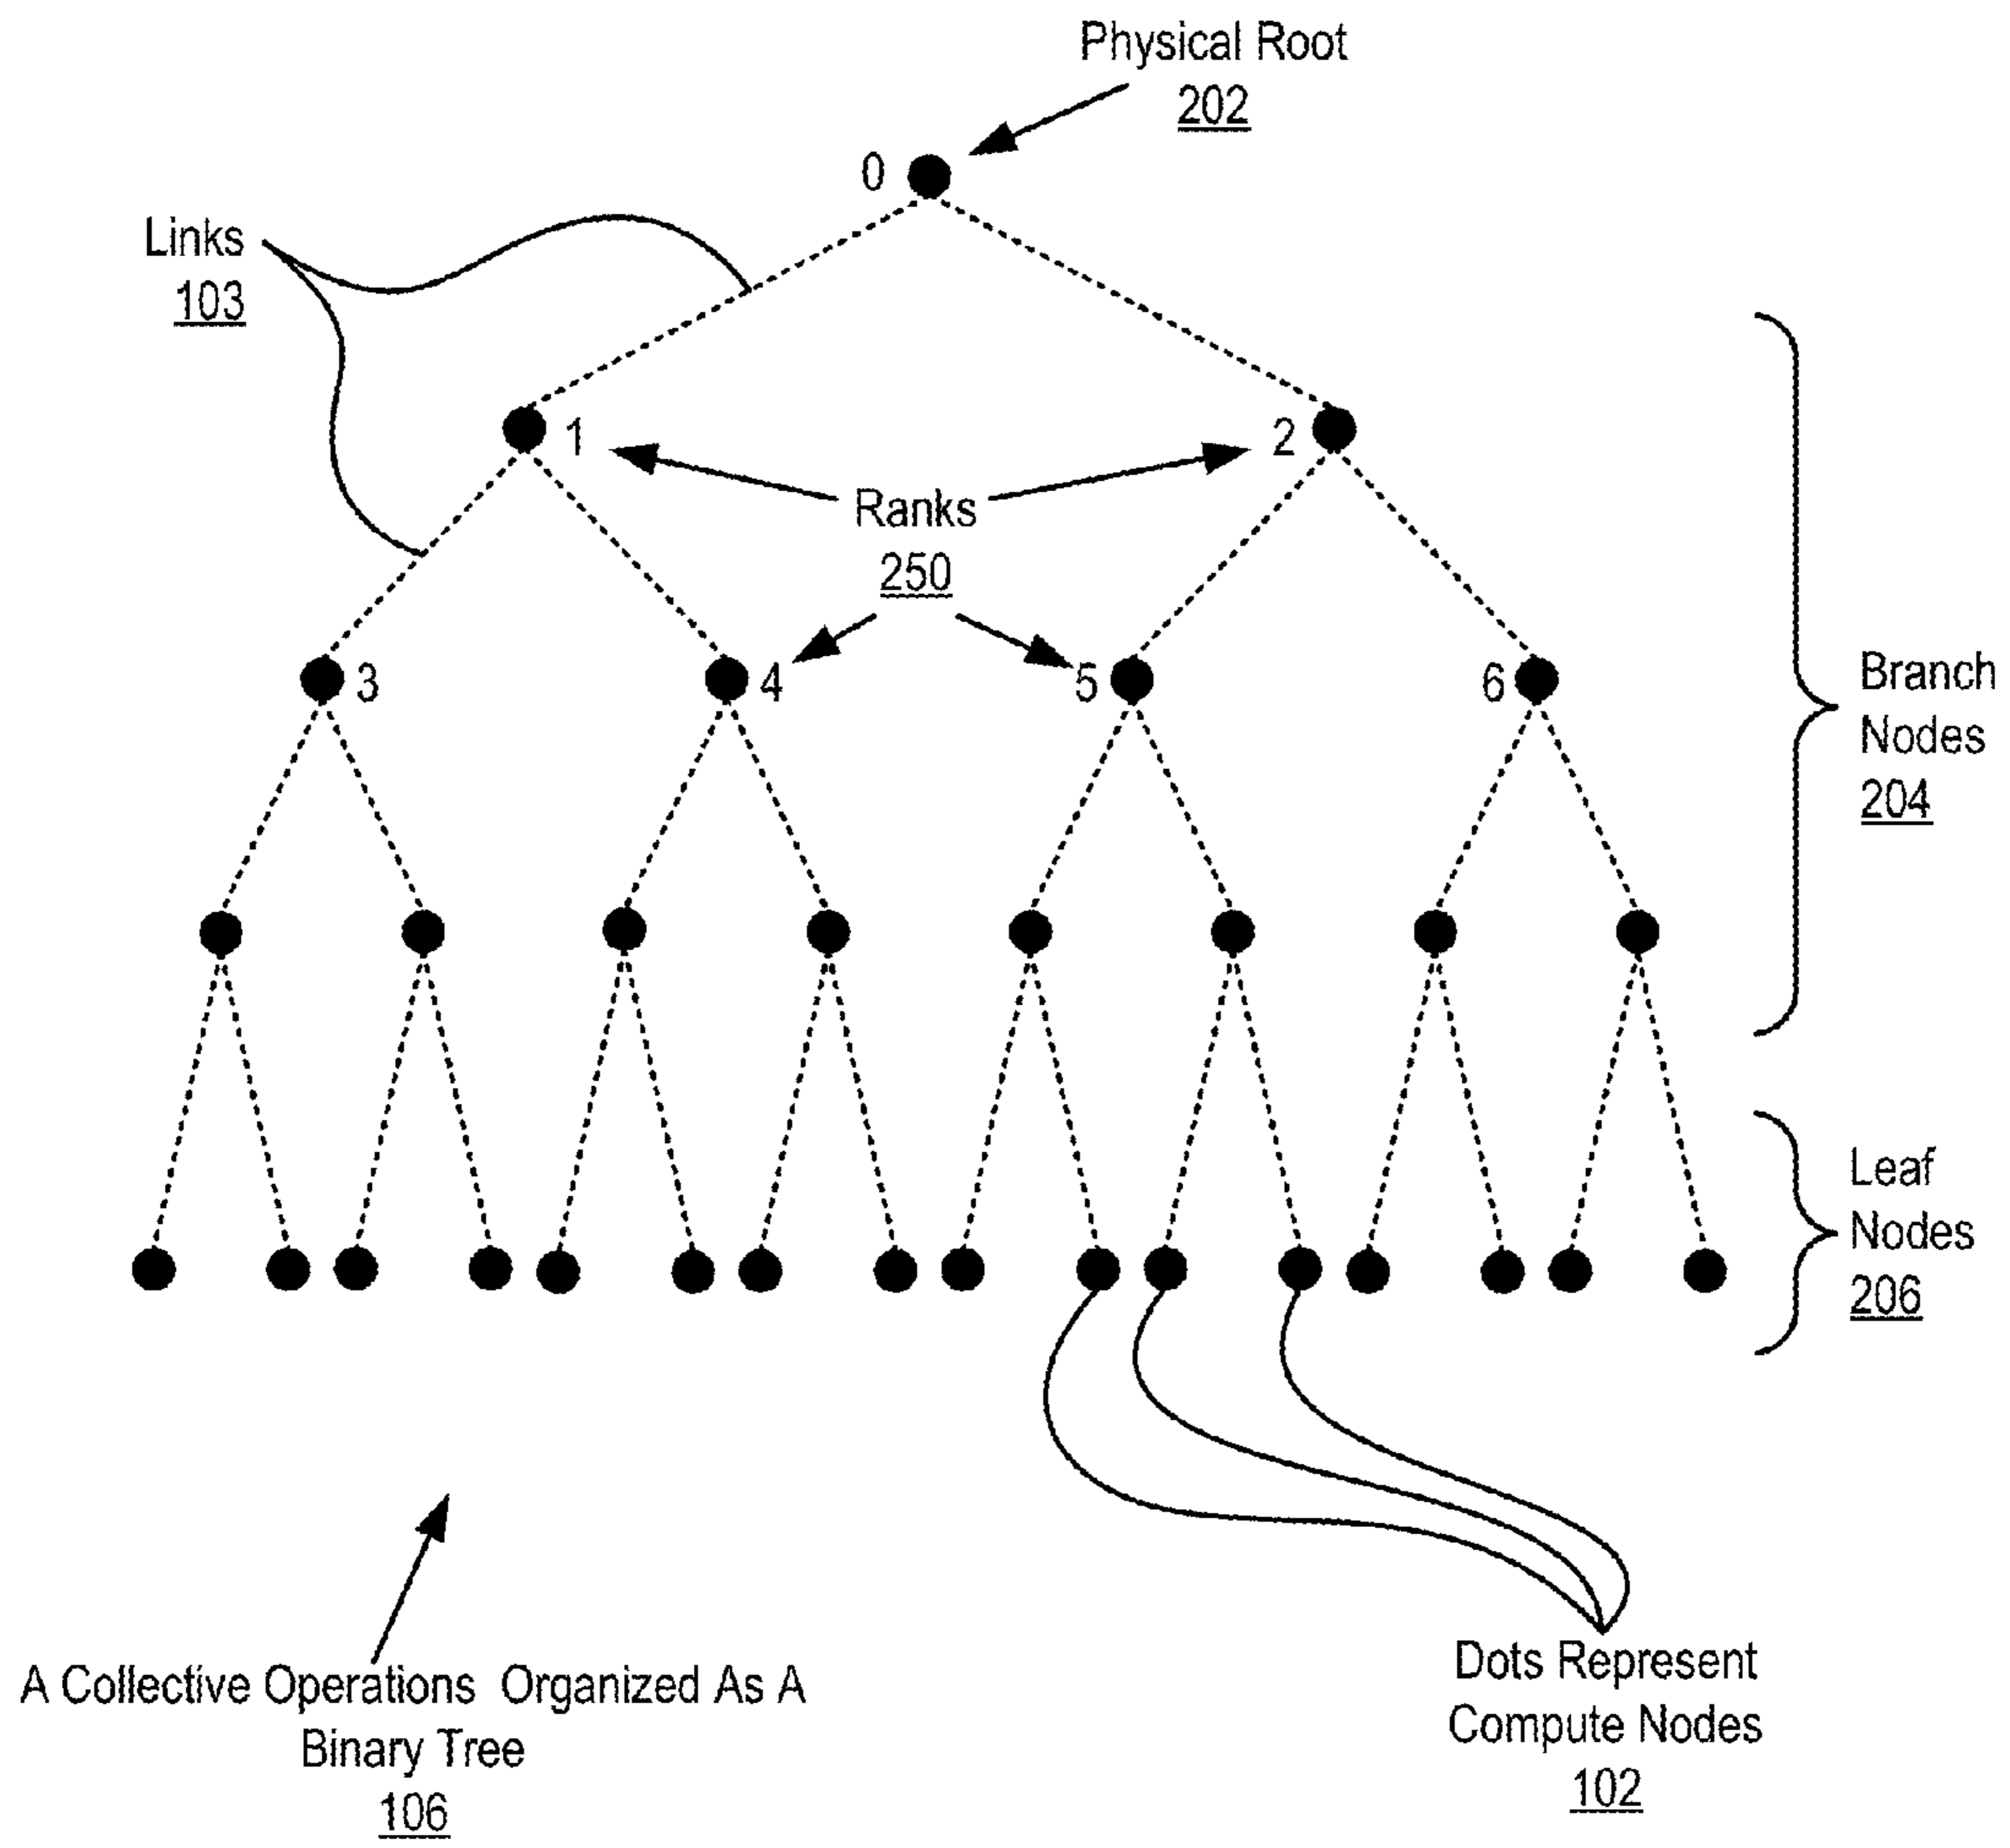 Physical Root
202
0
Links
103
1
2
Ranks
250
3
4
5
6
Branch
Nodes
204
Leaf
Nodes
206
A Collective Operations Organized As A
Binary Tree
106
Dots Represent
Compute Nodes
102